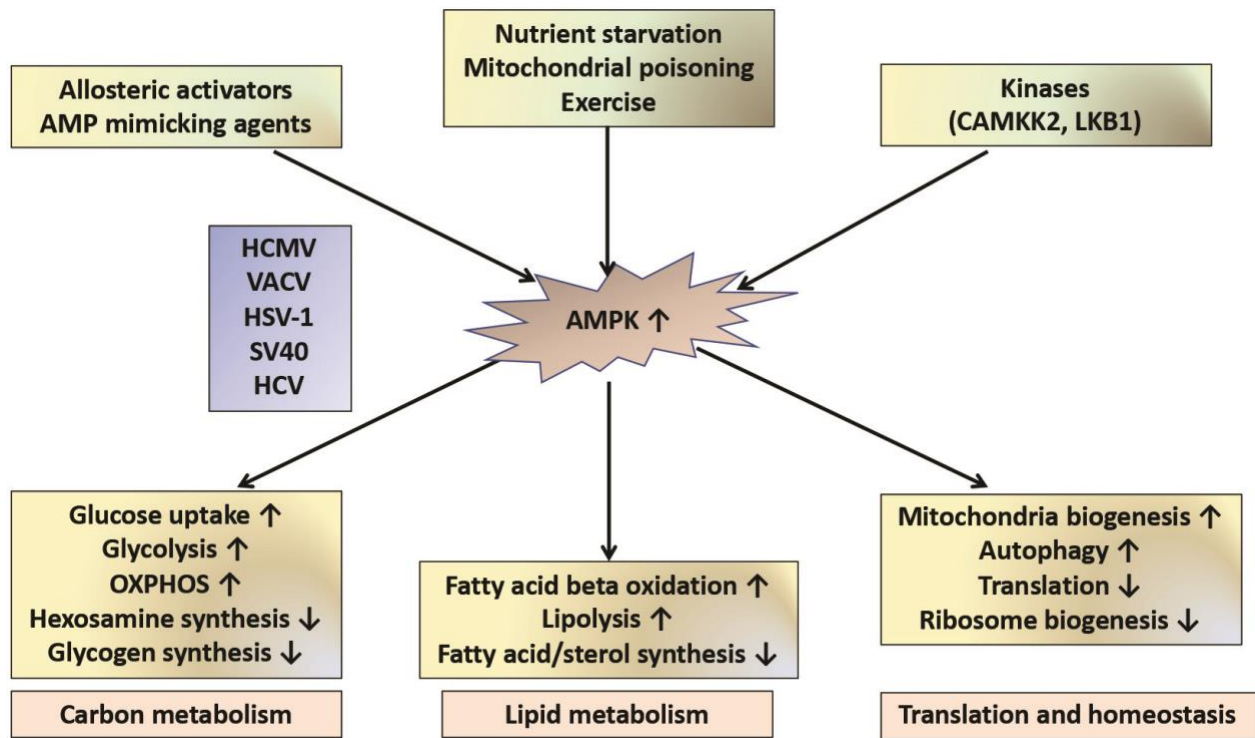 Allosteric activators
AMP mimicking agents
Nutrient starvation
Mitochondrial poisoning
Exercise
Kinases
(CAMKK2, LKB1)
HCMV
VACV
HSV-1
SV40
HCV
AMPK ↑
Glucose uptake ↑
Glycolysis ↑
OXPHOS ↑
Hexosamine synthesis ↓
Glycogen synthesis ↓
Carbon metabolism
Fatty acid beta oxidation ↑
Lipolysis ↑
Fatty acid/sterol synthesis ↓
Lipid metabolism
Mitochondria biogenesis ↑
Autophagy ↑
Translation ↓
Ribosome biogenesis ↓
Translation and homeostasis